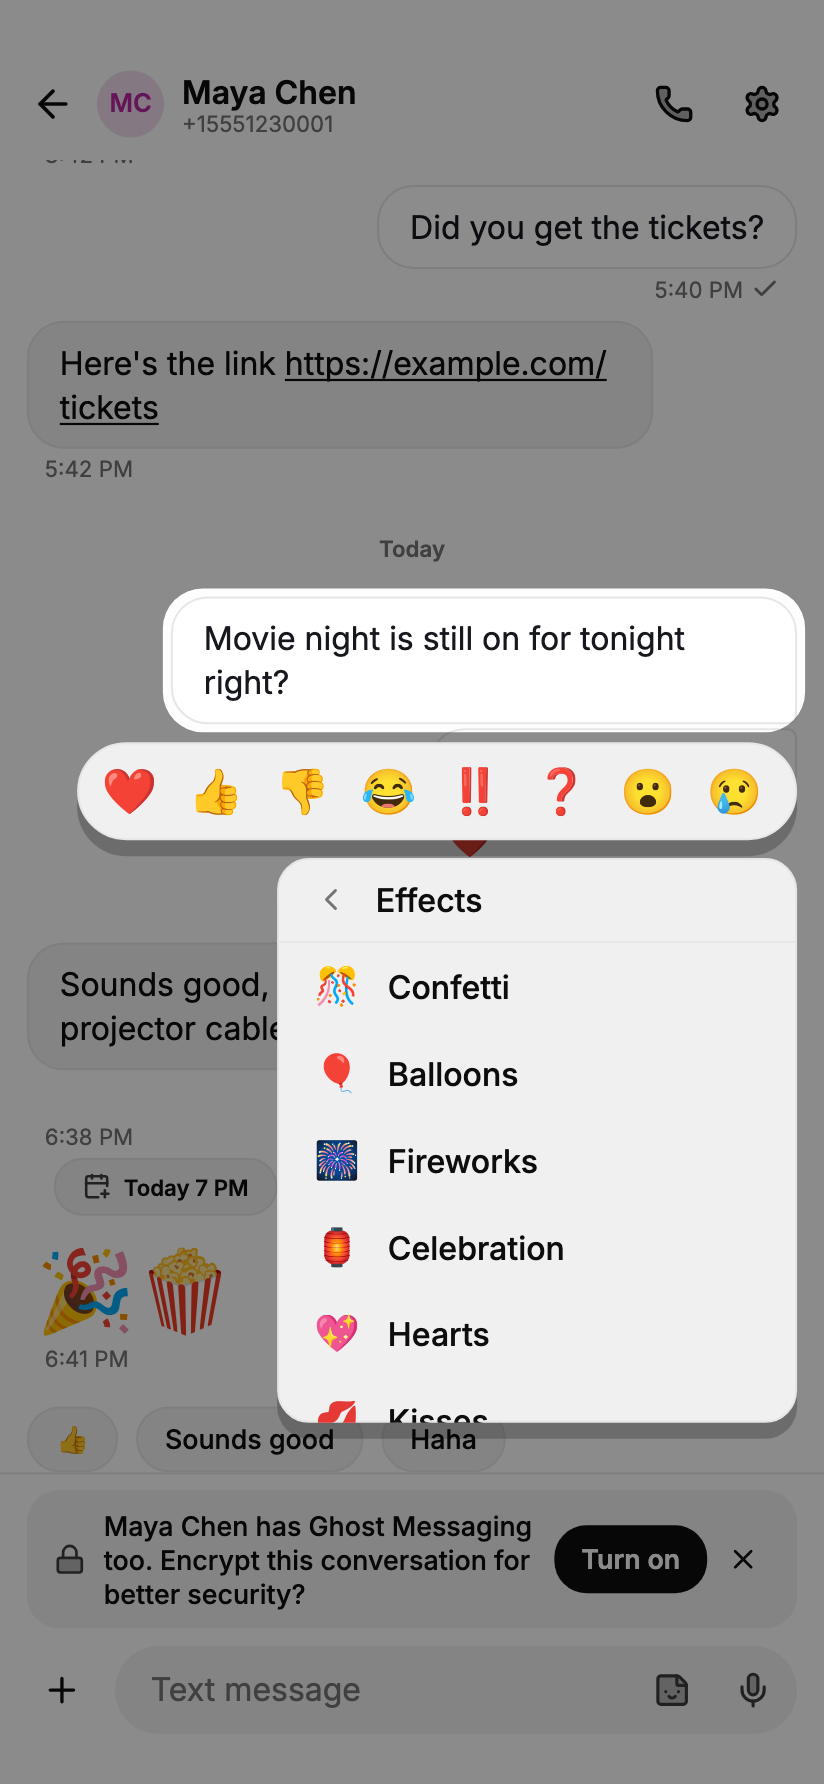 MC
Maya Chen
+15551230001
Did you get the tickets?
5:40 PM
Here's the link https://example.com/
tickets
5:42 PM
Today
Movie night is still on for tonight
right?
Effects
Confetti
Balloons
Fireworks
Celebration
Hearts
Kisses
Sounds good,
projector cable
6:38 PM
Today 7 PM
6:41 PM
Sounds good
Haha
Maya Chen has Ghost Messaging
too. Encrypt this conversation for
better security?
Turn on
Text message